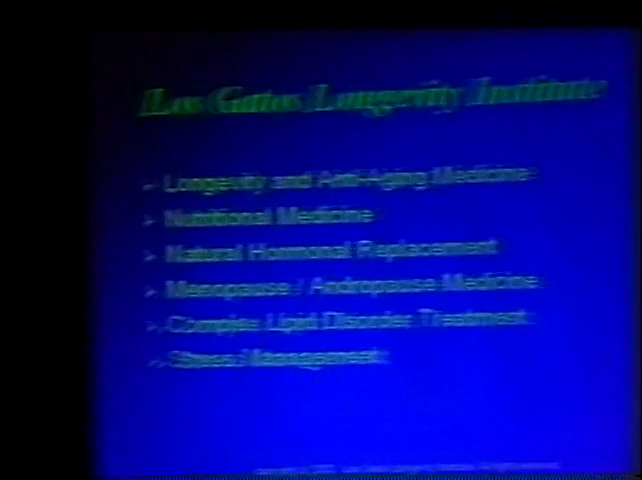 Los Gatos Longevity Institute
➢ Longevity and Anti-Aging Medicine
➢ Nutritional Medicine
➢ Natural Hormonal Replacement
➢ Menopause / Andropause Medicine
➢ Complex Lipid Disorder Treatment
➢ Stress Management